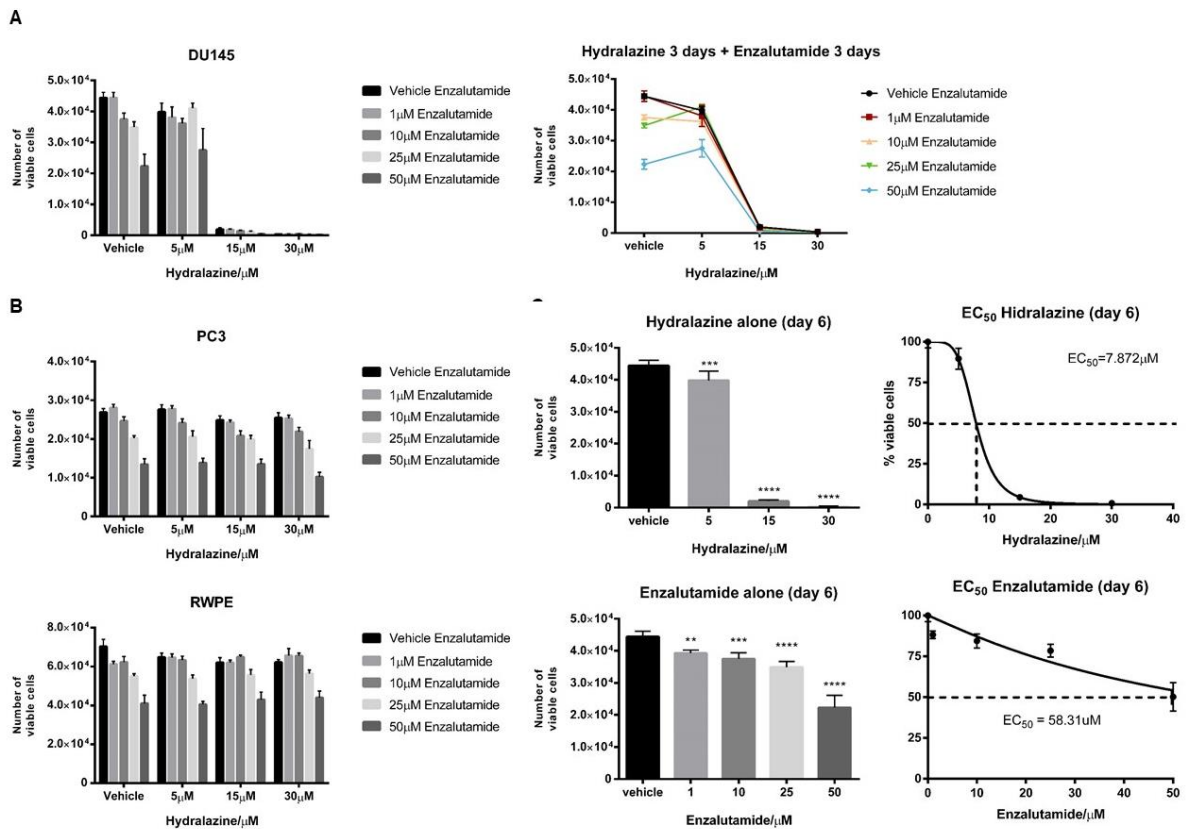 A
DU145
5.0×10⁴
4.0×10⁴
3.0×10⁴
2.0×10⁴
1.0×10⁴
0
Number of
viable cells
Vehicle
5μM
15μM
30μM
Hydralazine/μM
Vehicle Enzalutamide
1μM Enzalutamide
10μM Enzalutamide
25μM Enzalutamide
50μM Enzalutamide
Hydralazine 3 days + Enzalutamide 3 days
5.0×10⁴
4.0×10⁴
3.0×10⁴
2.0×10⁴
1.0×10⁴
0
Number of
viable cells
vehicle
5
15
30
Hydralazine/μM
Vehicle Enzalutamide
1μM Enzalutamide
10μM Enzalutamide
25μM Enzalutamide
50μM Enzalutamide
B
PC3
4.0×10⁴
3.0×10⁴
2.0×10⁴
1.0×10⁴
0
Number of
viable cells
Vehicle
5μM
15μM
30μM
Hydralazine/μM
Vehicle Enzalutamide
1μM Enzalutamide
10μM Enzalutamide
25μM Enzalutamide
50μM Enzalutamide
RWPE
8.0×10⁴
6.0×10⁴
4.0×10⁴
2.0×10⁴
0
Number of
viable cells
Vehicle
5μM
15μM
30μM
Hydralazine/μM
Vehicle Enzalutamide
1μM Enzalutamide
10μM Enzalutamide
25μM Enzalutamide
50μM Enzalutamide
Hydralazine alone (day 6)
5.0×10⁴
4.0×10⁴
3.0×10⁴
2.0×10⁴
1.0×10⁴
0
Number of
viable cells
***
****
****
vehicle
5
15
30
Hydralazine/μM
EC₅₀ Hidralazine (day 6)
100
75
50
25
0
% viable cells
EC₅₀=7.872μM
0
10
20
30
40
Hydralazine/μM
Enzalutamide alone (day 6)
5.0×10⁴
4.0×10⁴
3.0×10⁴
2.0×10⁴
1.0×10⁴
0
Number of
viable cells
**
***
****
****
vehicle
1
10
25
50
Enzalutamide/μM
EC₅₀ Enzalutamide (day 6)
100
75
50
25
0
EC₅₀ = 58.31uM
0
10
20
30
40
50
Enzalutamide/μM